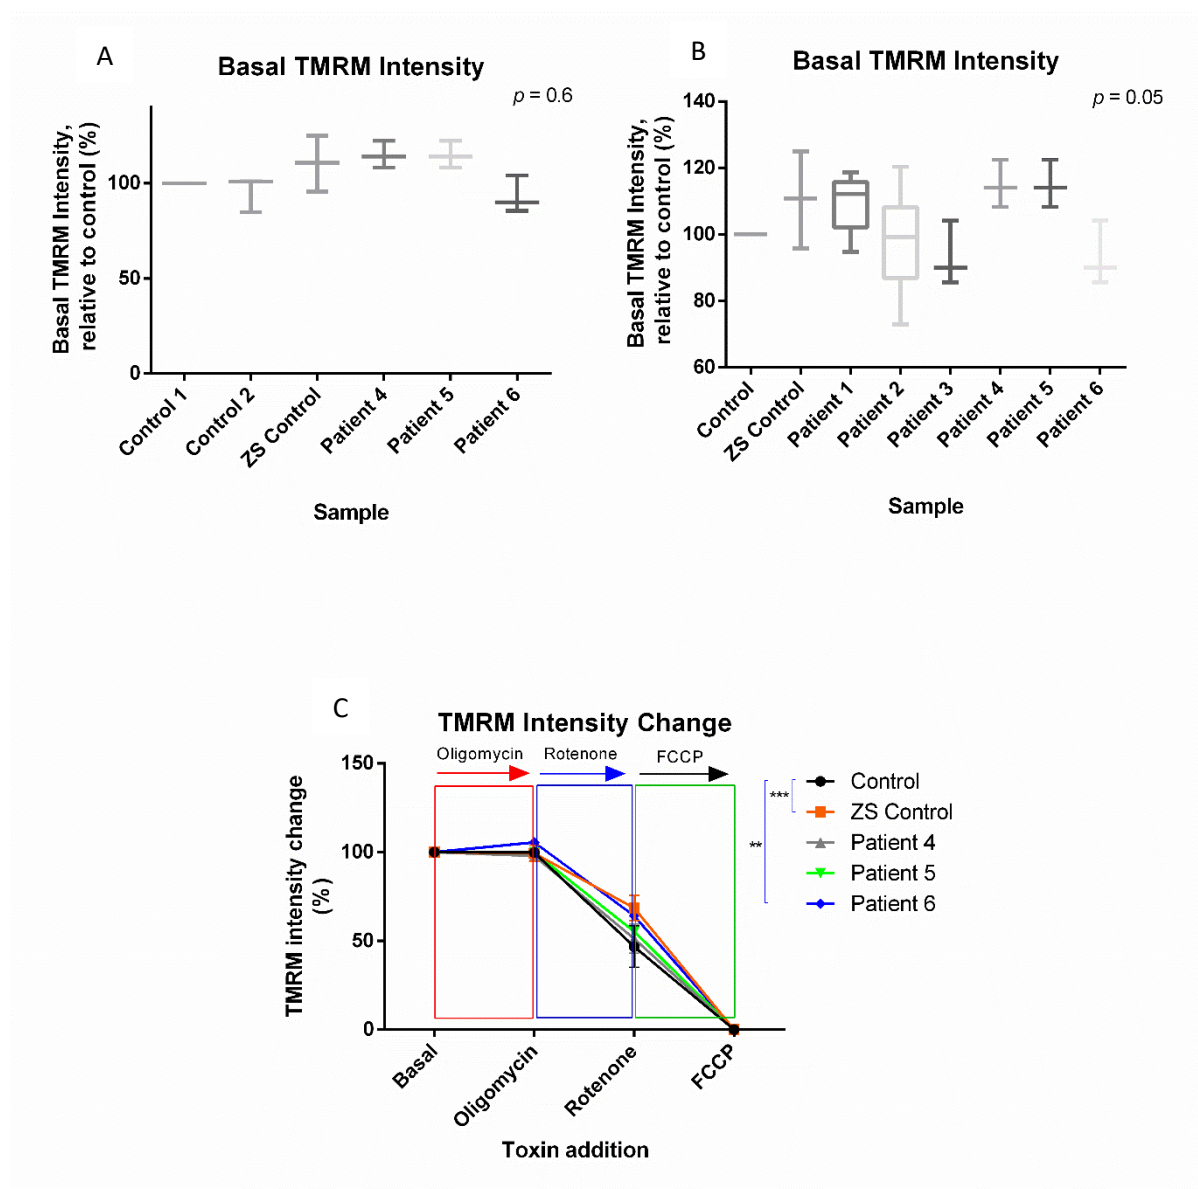 A
Basal TMRM Intensity
p = 0.6
Basal TMRM Intensity,
relative to control (%)
100
50
0
Control 1
Control 2
ZS Control
Patient 4
Patient 5
Patient 6
Sample
B
Basal TMRM Intensity
p = 0.05
Basal TMRM Intensity,
relative to control (%)
140
120
100
80
60
Control
ZS Control
Patient 1
Patient 2
Patient 3
Patient 4
Patient 5
Patient 6
Sample
C
TMRM Intensity Change
Oligomycin
Rotenone
FCCP
TMRM intensity change
(%)
150
100
50
0
Basal
Oligomycin
Rotenone
FCCP
Toxin addition
***
**
Control
ZS Control
Patient 4
Patient 5
Patient 6